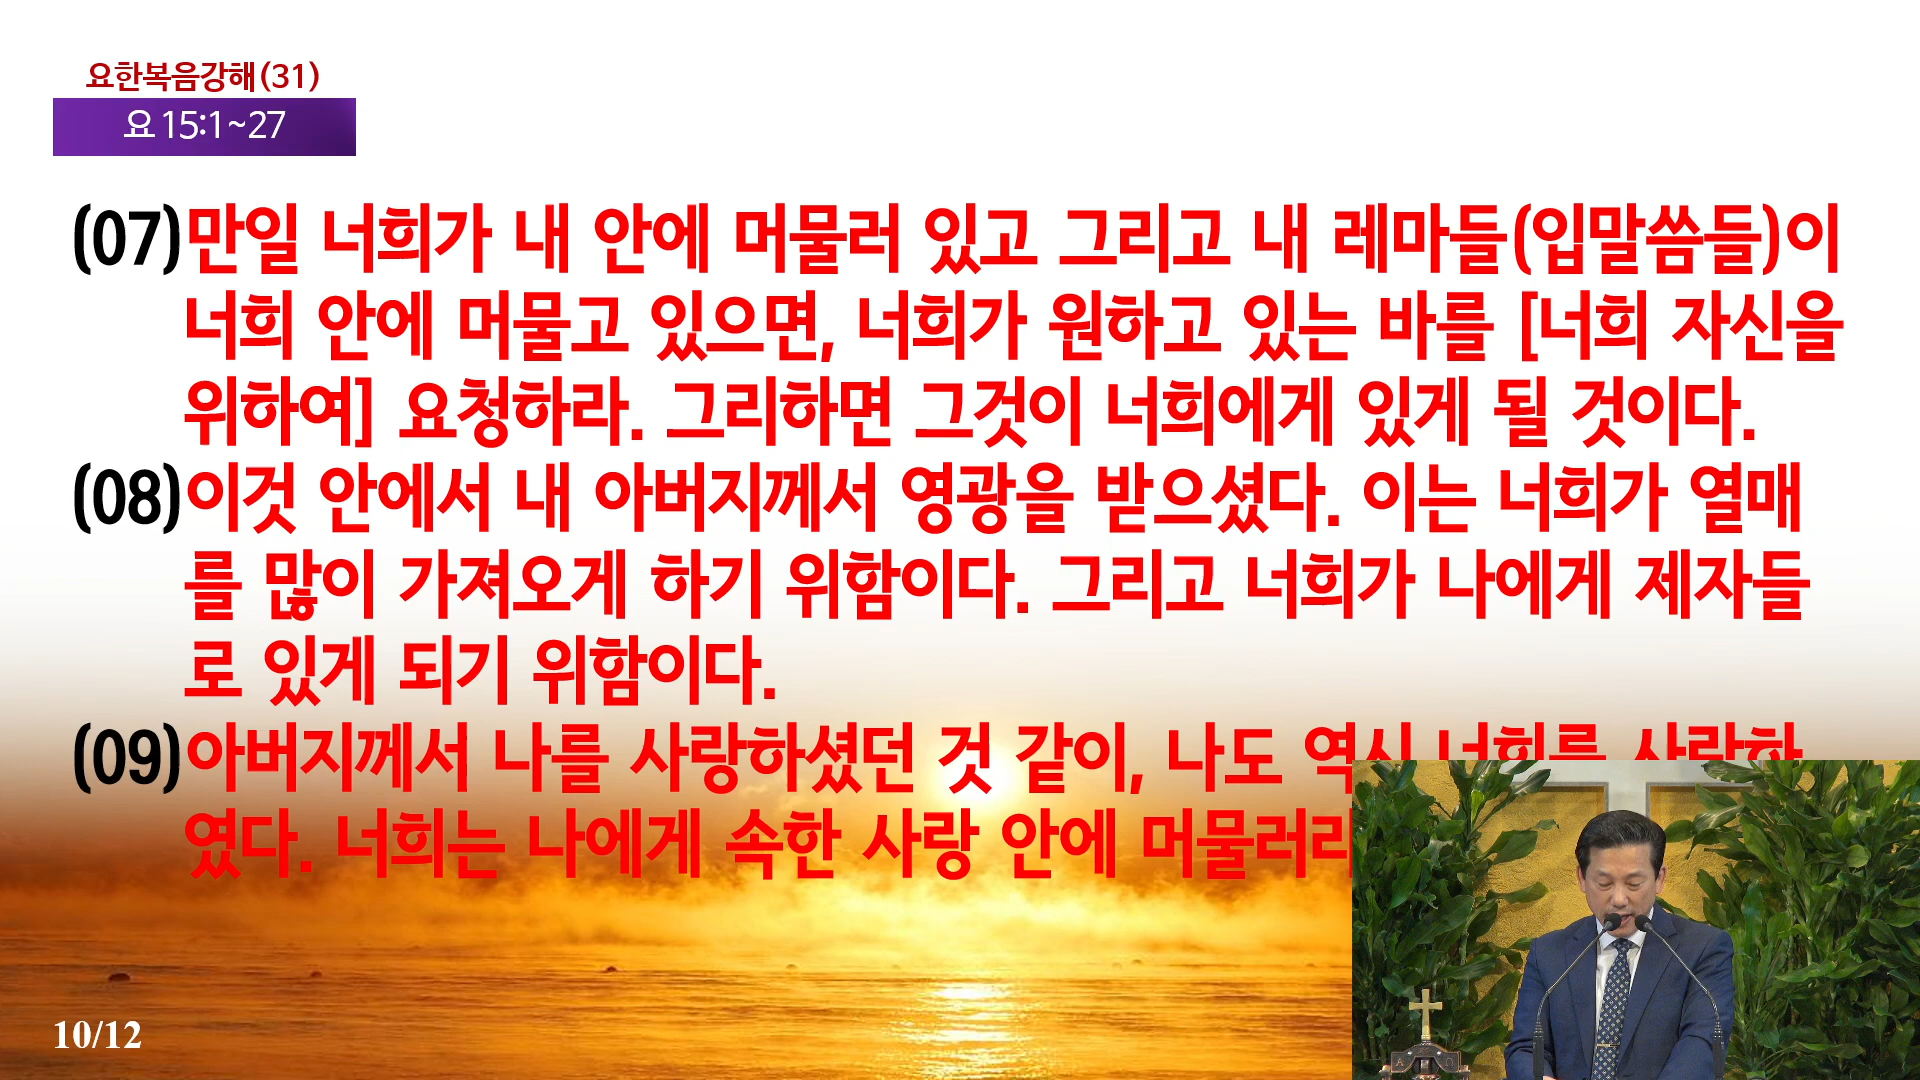 요한복음강해(31)
요 15:1~27
(07)만일 너희가 내 안에 머물러 있고 그리고 내 레마들(입말씀들)이
너희 안에 머물고 있으면, 너희가 원하고 있는 바를 [너희 자신을
위하여] 요청하라. 그리하면 그것이 너희에게 있게 될 것이다.
(08)이것 안에서 내 아버지께서 영광을 받으셨다. 이는 너희가 열매
를 많이 가져오게 하기 위함이다. 그리고 너희가 나에게 제자들
로 있게 되기 위함이다.
(09)아버지께서 나를 사랑하셨던 것 같이, 나도 역시 너희를 사랑하
였다. 너희는 나에게 속한 사랑 안에 머물러라
10/12